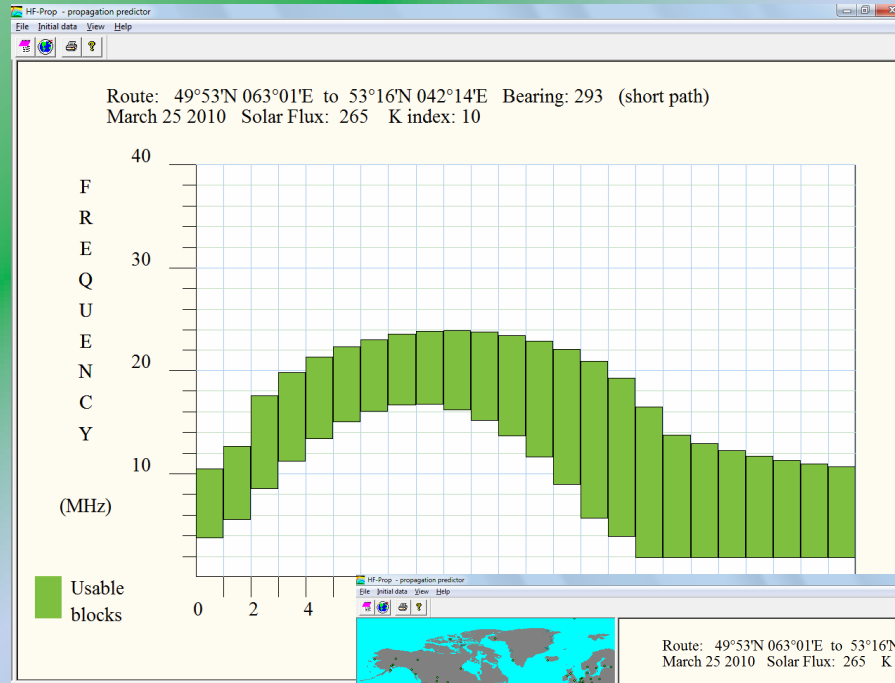 HF-Prop - propagation predictor
File Initial data View Help
Route: 49°53'N 063°01'E to 53°16'N 042°14'E Bearing: 293 (short path)
March 25 2010 Solar Flux: 265 K index: 10
40
30
20
10
FREQUENCY
(MHz)
Usable
blocks
0 2 4
HF-Prop - propagation predictor
File Initial data View Help
Route: 49°53'N 063°01'E to 53°16'N
March 25 2010 Solar Flux: 265 K